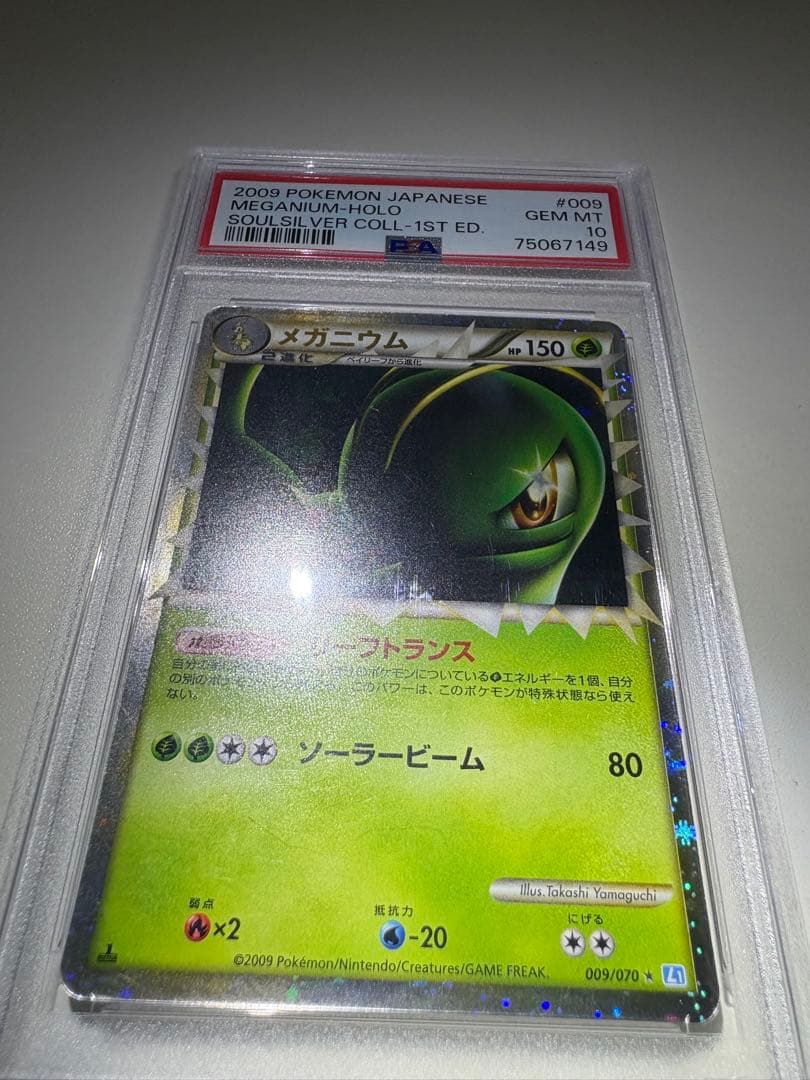 2009 POKEMON JAPANESE #009
MEGANIUM-HOLO GEM MT
SOULSILVER COLL-1ST ED. 10
PSA 75067149
メガニウム HP 150
2進化 ベイリーフから進化
リーフトランス
自分の
についている エネルギーを1個、自分
の別のポケモン このパワーは、このポケモンが特殊状態なら使え
ない。
ソーラービーム 80
Illus. Takashi Yamaguchi
弱点 抵抗力 にげる
×2 -20
©2009 Pokémon/Nintendo/Creatures/GAME FREAK. 009/070 L1